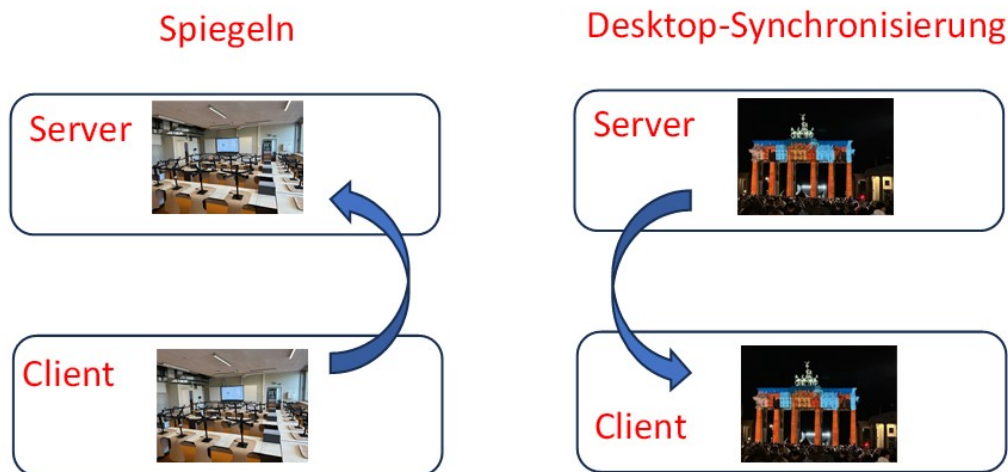 Spiegeln
Server
Client
Desktop-Synchronisierung
Server
Client